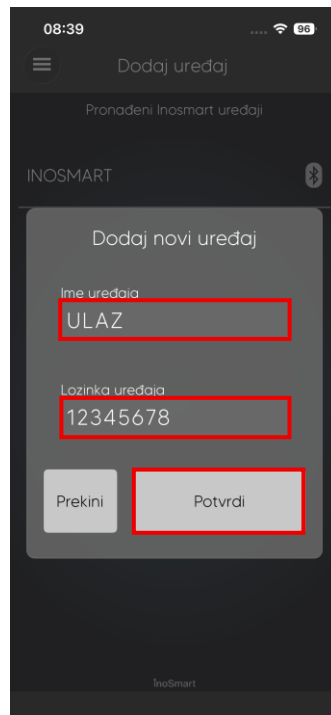 08:39
96
Dodaj uređaj
Pronađeni Inosmart uređaji
INOSMART
Dodaj novi uređaj
Ime uređaja
ULAZ
Lozinka uređaja
12345678
Prekini
Potvrdi
InoSmart